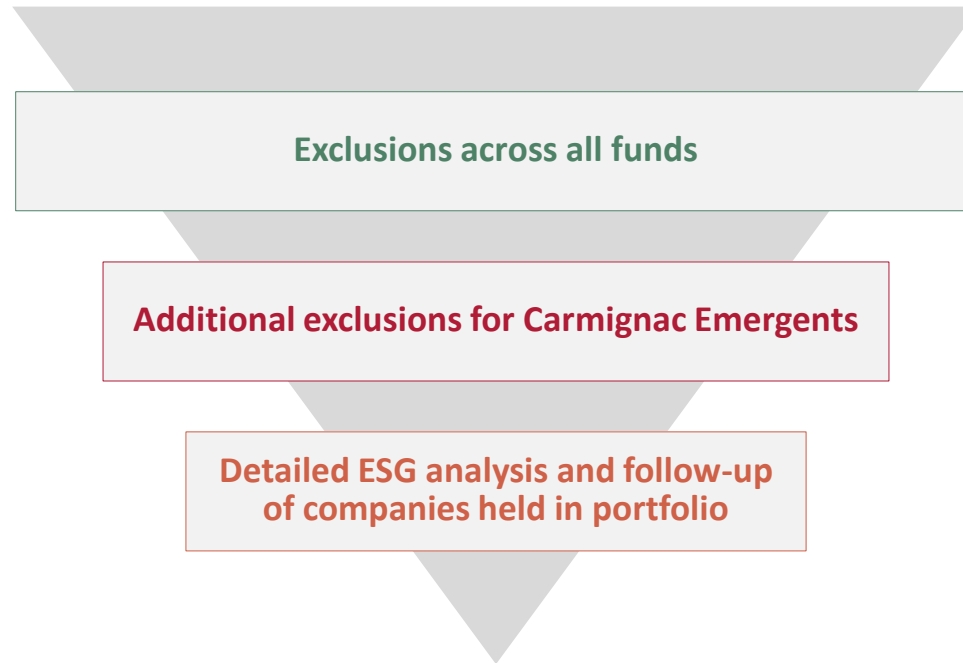 Exclusions across all funds
Additional exclusions for Carmignac Emergents
Detailed ESG analysis and follow-up
of companies held in portfolio